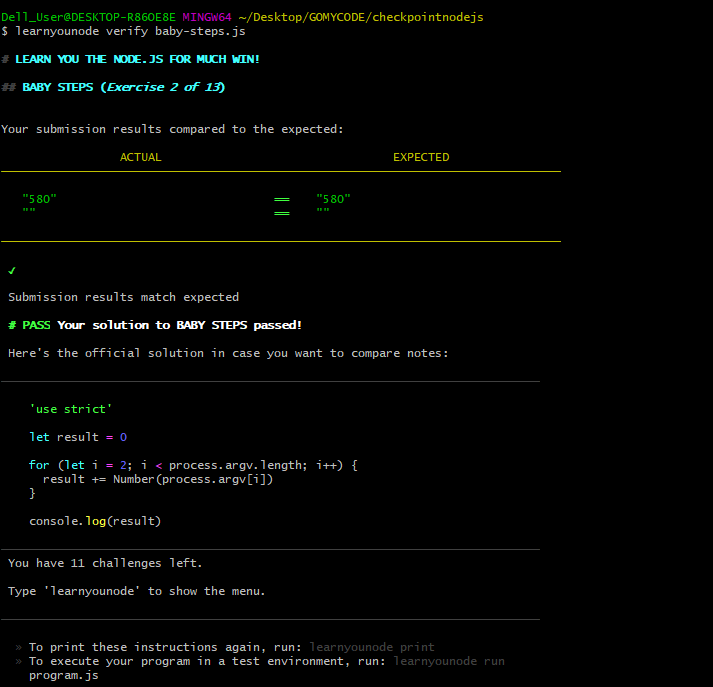 Dell_User@DESKTOP-R86OE8E MINGW64 ~/Desktop/GOMYCODE/checkpointnodejs
$ learnyounode verify baby-steps.js
# LEARN YOU THE NODE.JS FOR MUCH WIN!
## BABY STEPS (Exercise 2 of 13)
Your submission results compared to the expected:
ACTUAL EXPECTED
"580" == "580"
"" == ""
✔
Submission results match expected
# PASS Your solution to BABY STEPS passed!
Here's the official solution in case you want to compare notes:
'use strict'
let result = 0
for (let i = 2; i < process.argv.length; i++) {
result += Number(process.argv[i])
}
console.log(result)
You have 11 challenges left.
Type 'learnyounode' to show the menu.
» To print these instructions again, run: learnyounode print
» To execute your program in a test environment, run: learnyounode run
program.js